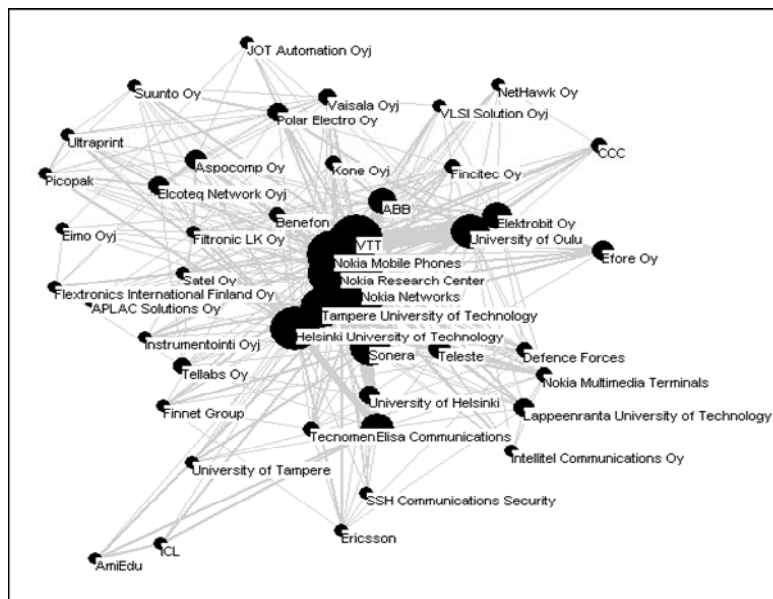 JOT Automation Oyj
Suunto Oy
NetHawk Oy
Vaisala Oyj
VLSI Solution Oyj
Polar Electro Oy
Ultraprint
CCC
Aspocomp Oy
Kone Oyj
Fincitec Oy
Picopak
Elcoteq Network Oyj
ABB
Benefon
Elektrobit Oy
Eimo Oyj
Filtronic LK Oy
VTT
University of Oulu
Efore Oy
Nokia Mobile Phones
Satel Oy
Nokia Research Center
Flextronics International Finland Oy
Nokia Networks
APLAC Solutions Oy
Tampere University of Technology
Instrumentointi Oyj
Helsinki University of Technology
Sonera
Teleste
Defence Forces
Tellabs Oy
Nokia Multimedia Terminals
University of Helsinki
Finnet Group
Lappeenranta University of Technology
Tecnomen
Elisa Communications
Intellitel Communications Oy
University of Tampere
SSH Communications Security
Ericsson
ICL
AmiEdu